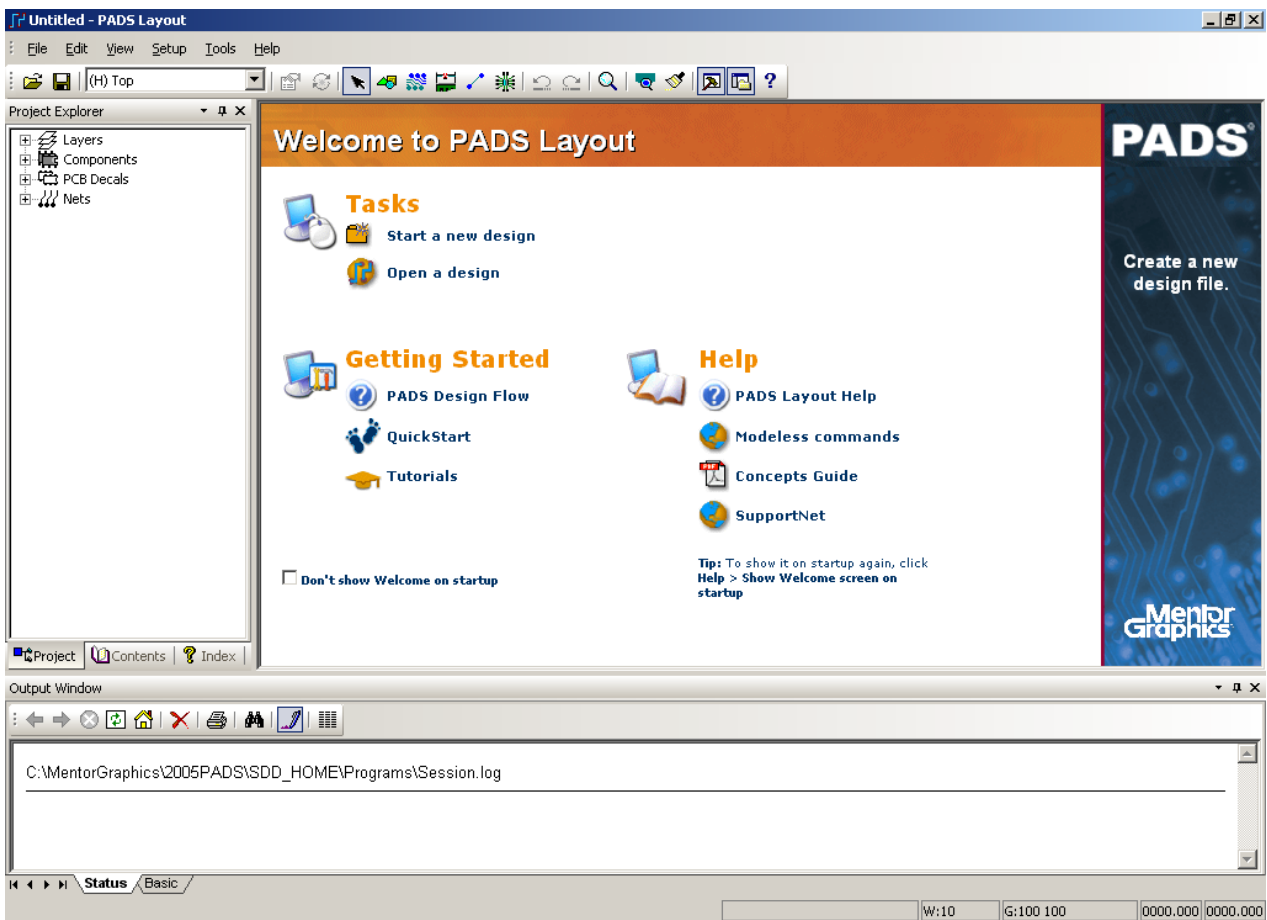 Untitled - PADS Layout
File Edit View Setup Tools Help
(H) Top
Project Explorer
Layers
Components
PCB Decals
Nets
Project Contents Index
Welcome to PADS Layout
Tasks
Start a new design
Open a design
Getting Started
PADS Design Flow
QuickStart
Tutorials
Help
PADS Layout Help
Modeless commands
PDF
Concepts Guide
SupportNet
Don't show Welcome on startup
Tip: To show it on startup again, click
Help > Show Welcome screen on
startup
PADS
Create a new
design file.
Mentor
Graphics
Output Window
C:\MentorGraphics\2005PADS\SDD_HOME\Programs\Session.log
Status Basic
W:10 G:100 100 0000.000 0000.000